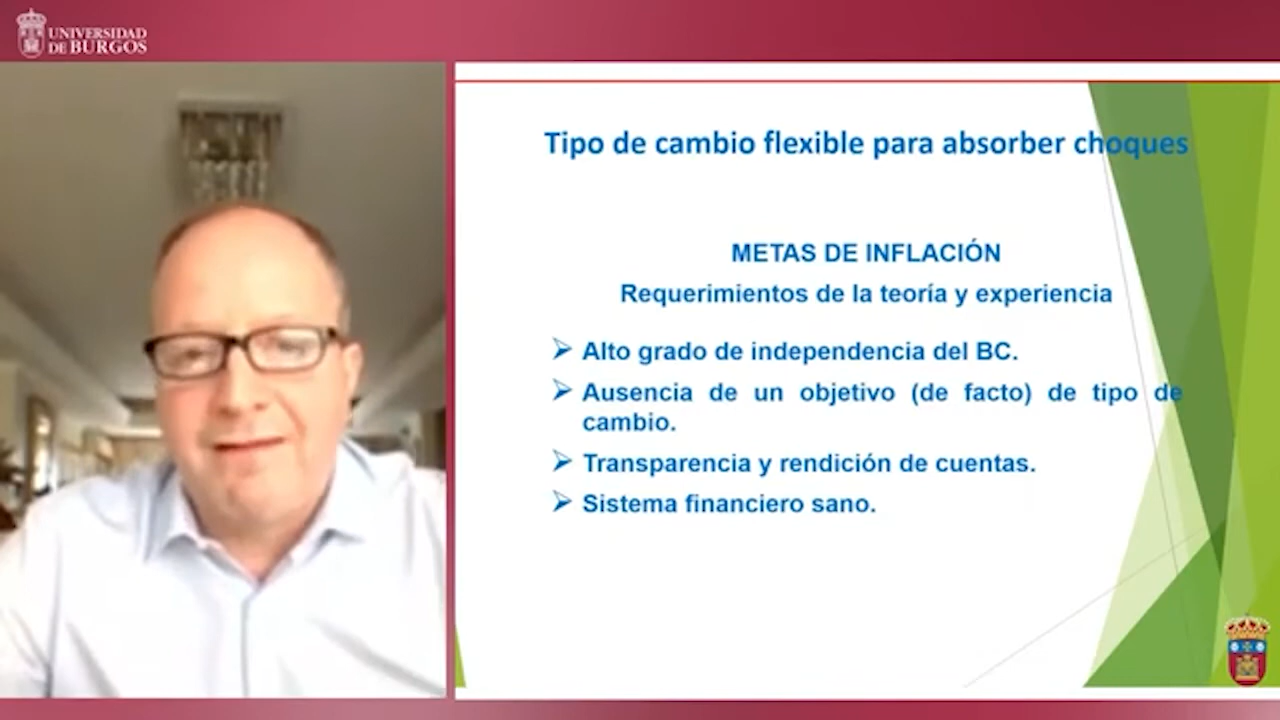 UNIVERSIDAD
DE BURGOS
Tipo de cambio flexible para absorber choques
METAS DE INFLACIÓN
Requerimientos de la teoría y experiencia
➢ Alto grado de independencia del BC.
➢ Ausencia de un objetivo (de facto) de tipo de
cambio.
➢ Transparencia y rendición de cuentas.
➢ Sistema financiero sano.